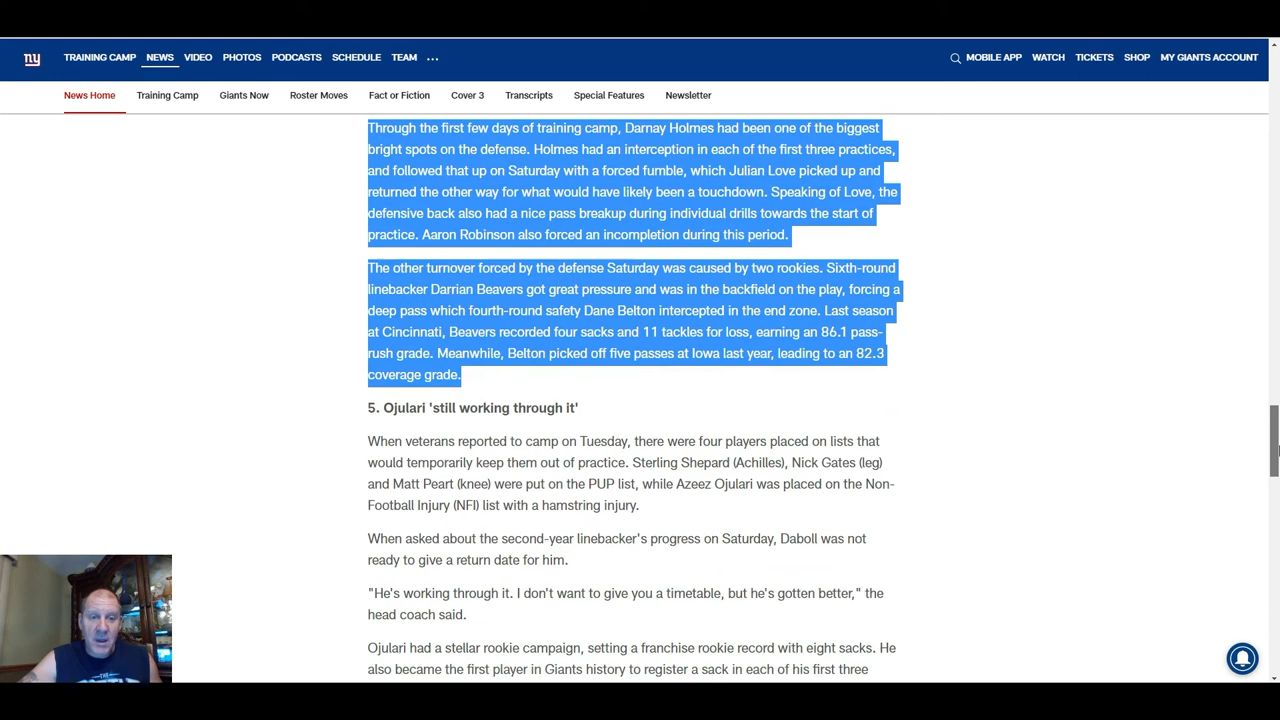 ny
TRAINING CAMP NEWS VIDEO PHOTOS PODCASTS SCHEDULE TEAM ... MOBILE APP WATCH TICKETS SHOP MY GIANTS ACCOUNT
News Home Training Camp Giants Now Roster Moves Fact or Fiction Cover 3 Transcripts Special Features Newsletter
Through the first few days of training camp, Darnay Holmes had been one of the biggest
bright spots on the defense. Holmes had an interception in each of the first three practices,
and followed that up on Saturday with a forced fumble, which Julian Love picked up and
returned the other way for what would have likely been a touchdown. Speaking of Love, the
defensive back also had a nice pass breakup during individual drills towards the start of
practice. Aaron Robinson also forced an incompletion during this period.
The other turnover forced by the defense Saturday was caused by two rookies. Sixth-round
linebacker Darrian Beavers got great pressure and was in the backfield on the play, forcing a
deep pass which fourth-round safety Dane Belton intercepted in the end zone. Last season
at Cincinnati, Beavers recorded four sacks and 11 tackles for loss, earning an 86.1 pass-
rush grade. Meanwhile, Belton picked off five passes at Iowa last year, leading to an 82.3
coverage grade.
5. Ojulari 'still working through it'
When veterans reported to camp on Tuesday, there were four players placed on lists that
would temporarily keep them out of practice. Sterling Shepard (Achilles), Nick Gates (leg)
and Matt Peart (knee) were put on the PUP list, while Azeez Ojulari was placed on the Non-
Football Injury (NFI) list with a hamstring injury.
When asked about the second-year linebacker's progress on Saturday, Daboll was not
ready to give a return date for him.
"He's working through it. I don't want to give you a timetable, but he's gotten better," the
head coach said.
Ojulari had a stellar rookie campaign, setting a franchise rookie record with eight sacks. He
also became the first player in Giants history to register a sack in each of his first three